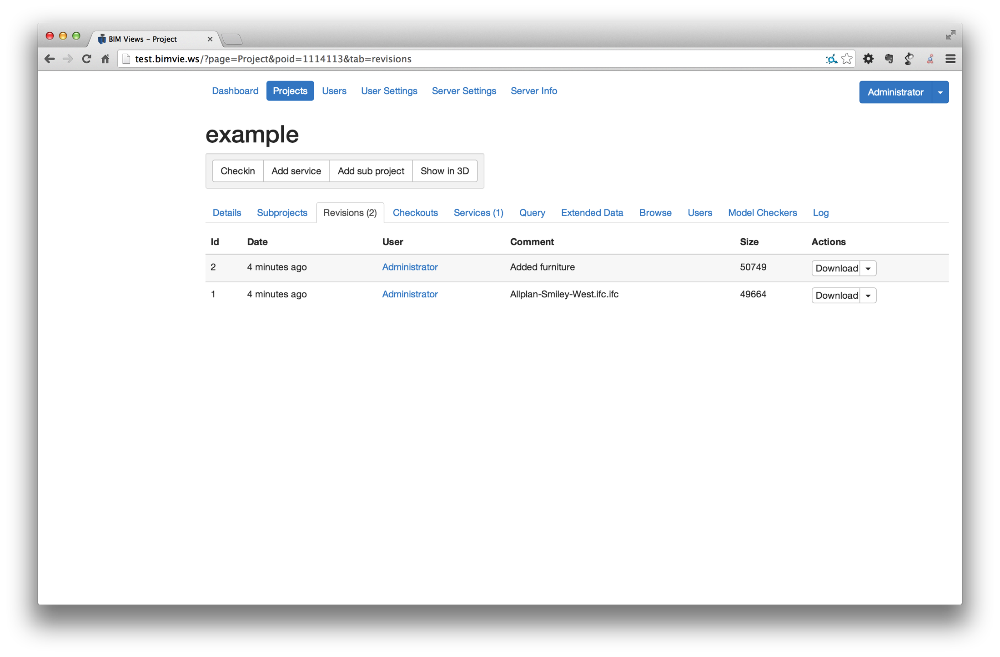 BIM Views – Project
test.bimvie.ws/?page=Project&poid=1114113&tab=revisions
Dashboard Projects Users User Settings Server Settings Server Info Administrator
example
Checkin Add service Add sub project Show in 3D
Details Subprojects Revisions (2) Checkouts Services (1) Query Extended Data Browse Users Model Checkers Log
Id Date User Comment Size Actions
2 4 minutes ago Administrator Added furniture 50749 Download
1 4 minutes ago Administrator Allplan-Smiley-West.ifc.ifc 49664 Download